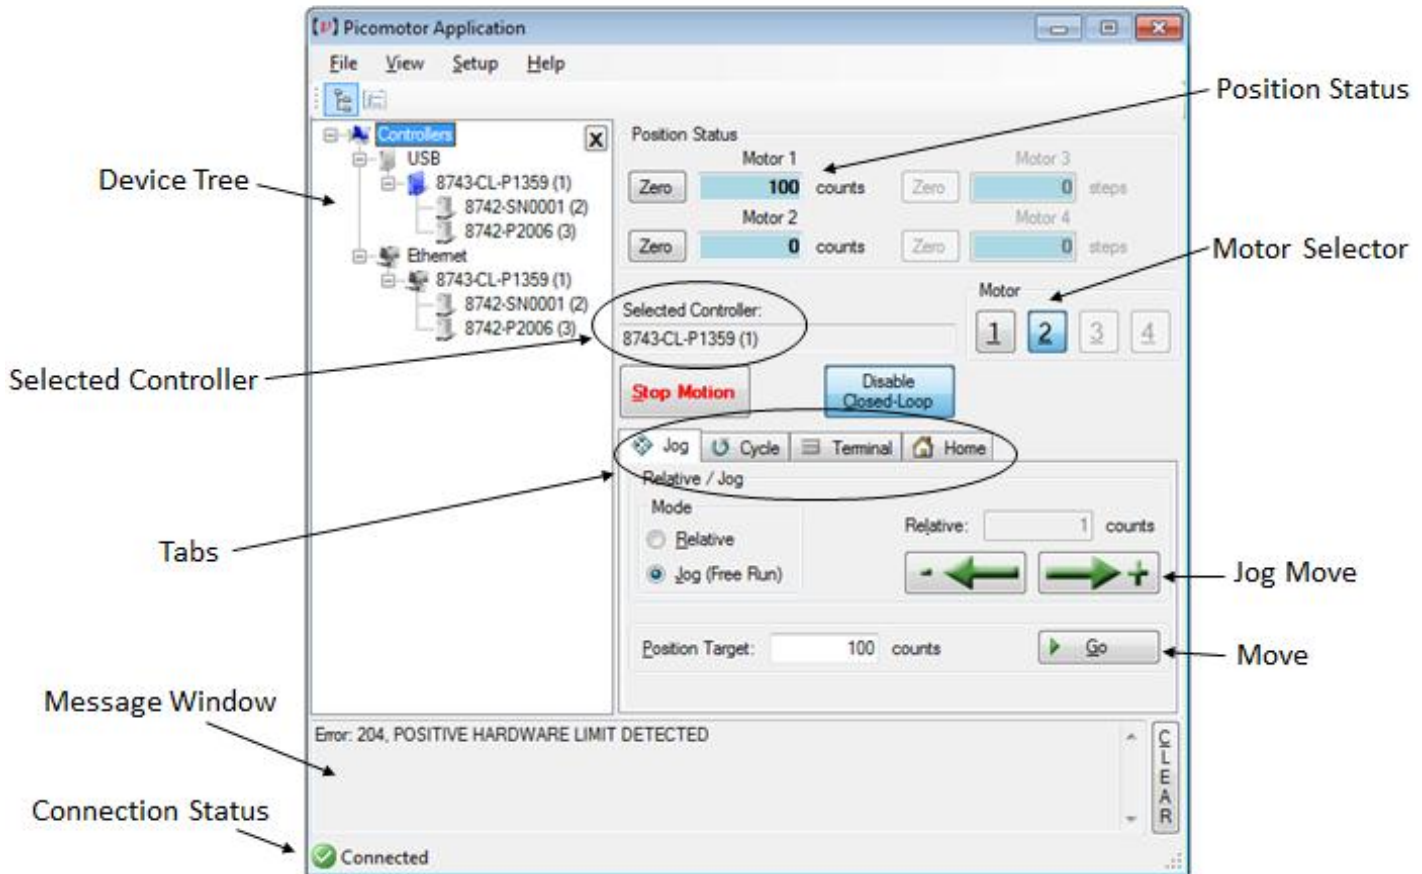 [ν] Picomotor Application
File View Setup Help
Position Status
Controllers
X
USB
8743-CL-P1359 (1)
8742-SN0001 (2)
8742-P2006 (3)
Ethernet
8743-CL-P1359 (1)
8742-SN0001 (2)
8742-P2006 (3)
Device Tree
Position Status
Motor 1 Motor 3
Zero 100 counts Zero 0 steps
Motor 2 Motor 4
Zero 0 counts Zero 0 steps
Motor Selector
Selected Controller:
8743-CL-P1359 (1)
Motor
1 2 3 4
Selected Controller
Stop Motion
Disable
Closed-Loop
Jog Cycle Terminal Home
Tabs
Relative / Jog
Mode
Relative
Jog (Free Run)
Relative: 1 counts
- +
Jog Move
Position Target: 100 counts Go
Move
Message Window
Error: 204, POSITIVE HARDWARE LIMIT DETECTED
CLEAR
Connection Status
Connected